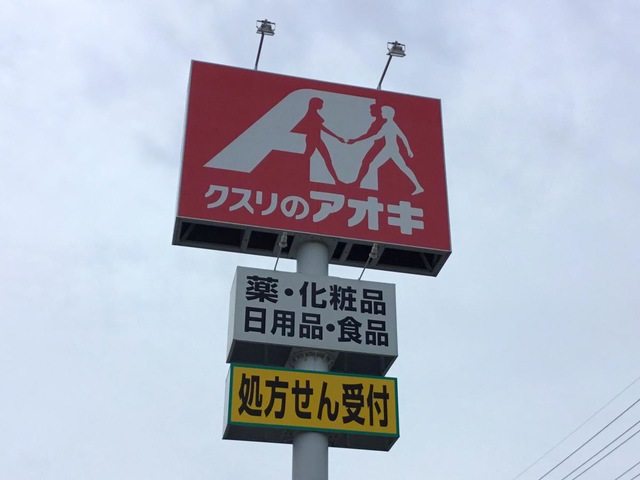 クスリのアオキ
薬・化粧品
日用品・食品
処方せん受付